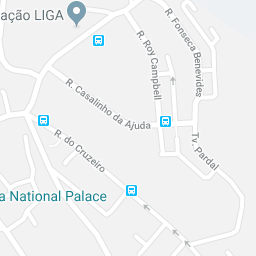 ação LIGA
R. Fonseca Benevides
R. Roy Campbell
R. Casalinho da Ajuda
R. do Cruzeiro
Tv. Pardal
a National Palace